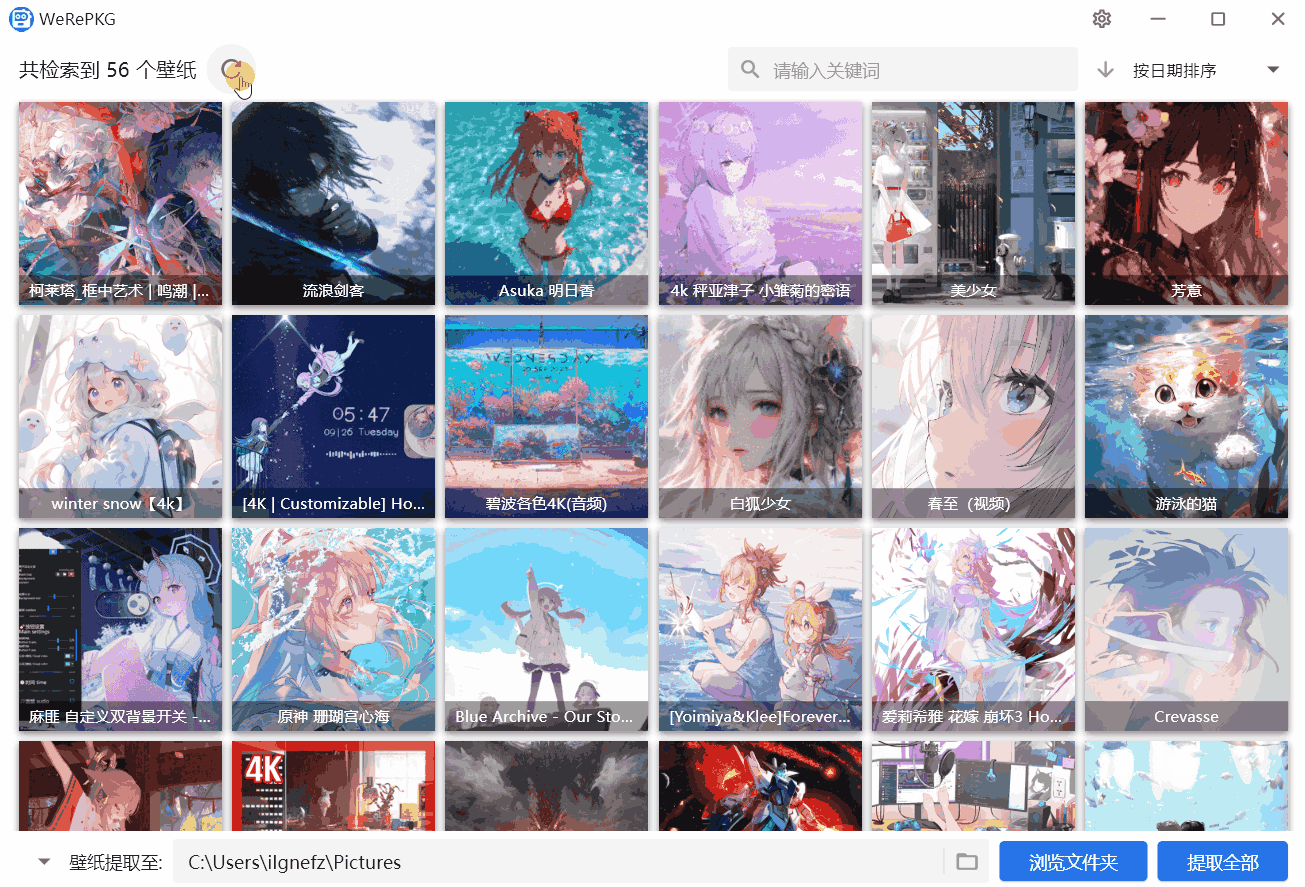 WeRePKG
共检索到 56 个壁纸
请输入关键词
按日期排序
柯莱塔_框中艺术 | 鸣潮 |...
流浪剑客
Asuka 明日香
4k 秤亚津子 小雏菊的密语
美少女
芳意
winter snow【4k】
WEDNESDAY
05:47
09|26 Tuesday
[4K | Customizable] Ho...
碧波各色4K(音频)
白狐少女
春至（视频）
游泳的猫
Main settings
麻匪 自定义双背景开关 -...
原神 珊瑚宫心海
Blue Archive - Our Sto...
[Yoimiya&Klee]Forever...
爱莉希雅 花嫁 崩坏3 Ho...
Crevasse
4K
壁纸提取至:
C:\Users\ilgnefz\Pictures
浏览文件夹
提取全部